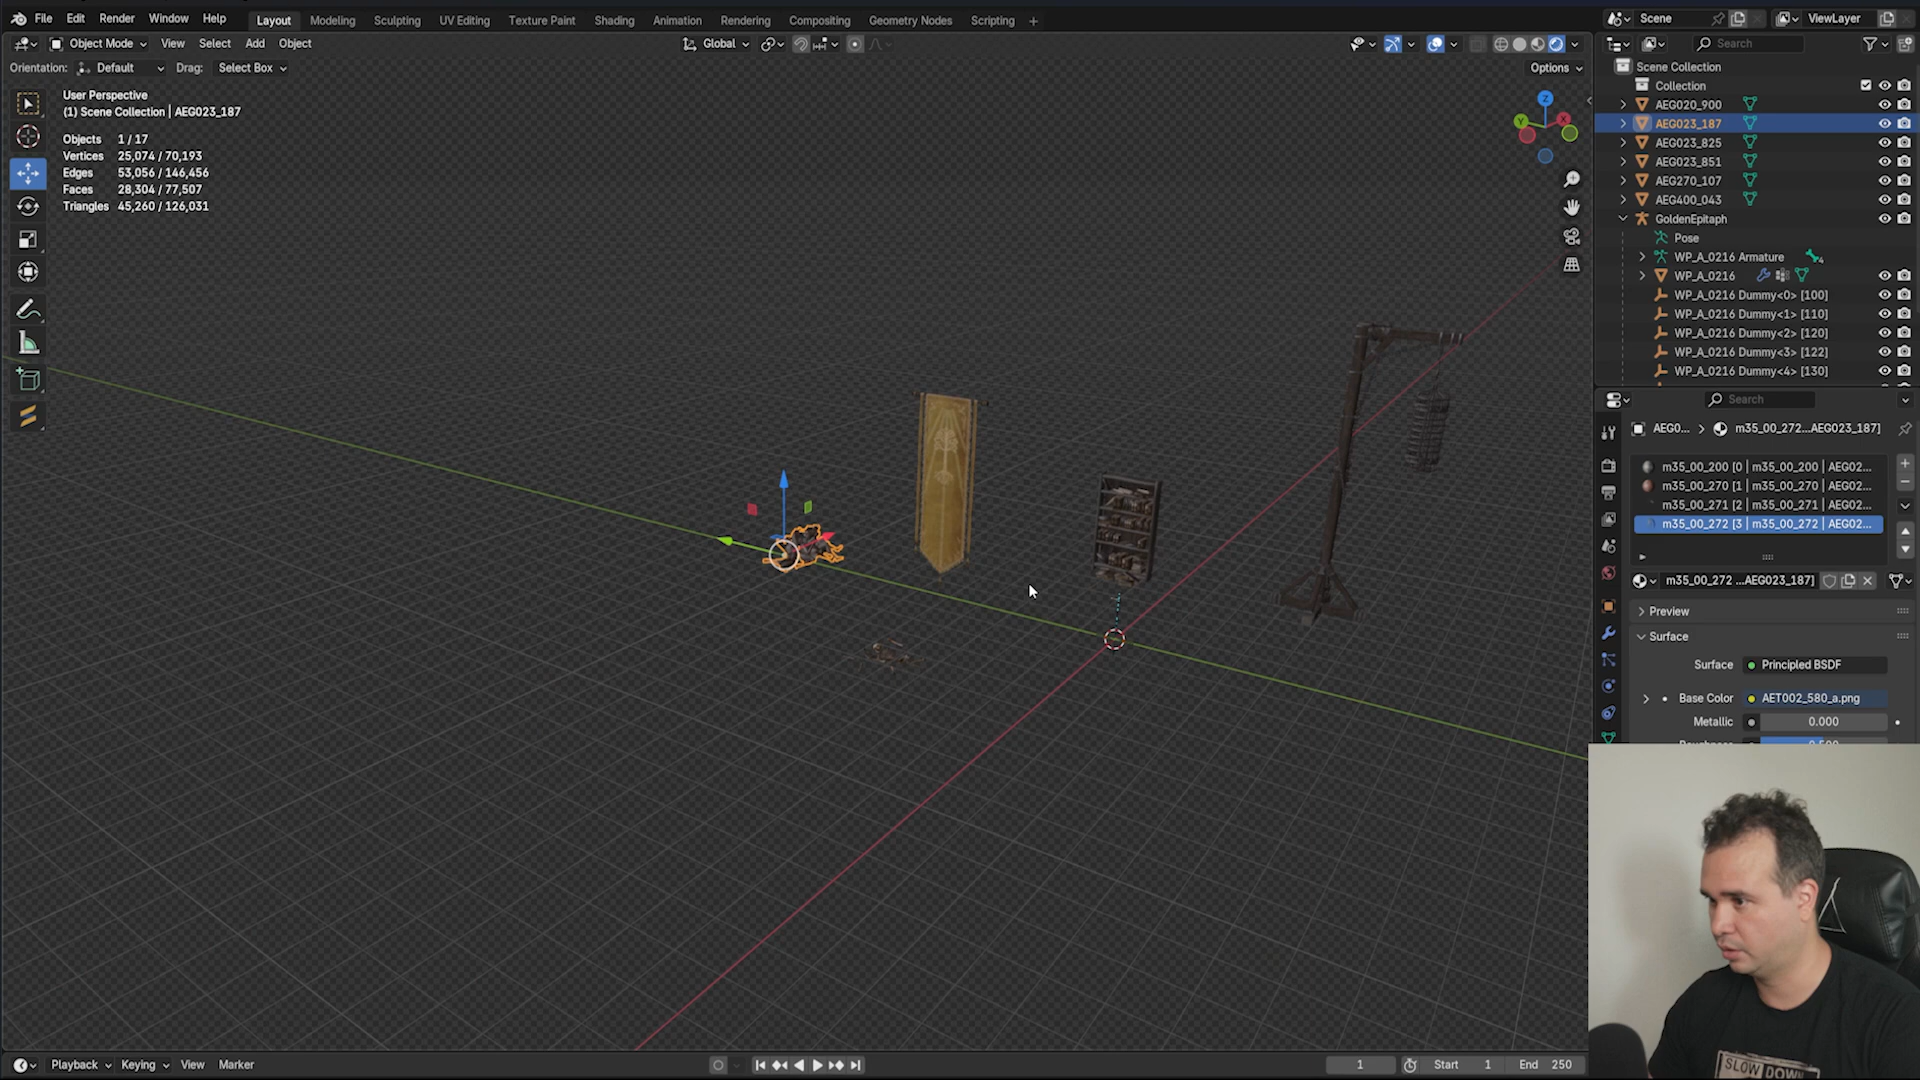 File Edit Render Window Help Layout Modeling Sculpting UV Editing Texture Paint Shading Animation Rendering Compositing Geometry Nodes Scripting +
Scene ViewLayer
Object Mode View Select Add Object Global
Search
Orientation: Default Drag: Select Box Options
User Perspective
(1) Scene Collection | AEG023_187
Objects 1 / 17
Vertices 25,074 / 70,193
Edges 53,056 / 146,456
Faces 28,304 / 77,507
Triangles 45,260 / 126,031
Z
Y
X
Scene Collection
Collection
AEG020_900
AEG023_187
AEG023_825
AEG023_851
AEG270_107
AEG400_043
GoldenEpitaph
Pose
WP_A_0216 Armature
WP_A_0216
WP_A_0216 Dummy<0> [100]
WP_A_0216 Dummy<1> [110]
WP_A_0216 Dummy<2> [120]
WP_A_0216 Dummy<3> [122]
WP_A_0216 Dummy<4> [130]
Search
AEG0... > m35_00_272...AEG023_187]
m35_00_200 [0 | m35_00_200 | AEG02...
m35_00_270 [1 | m35_00_270 | AEG02...
m35_00_271 [2 | m35_00_271 | AEG02...
m35_00_272 [3 | m35_00_272 | AEG02...
m35_00_272 ...AEG023_187]
Preview
Surface
Surface Principled BSDF
Base Color AET002_580_a.png
Metallic 0.000
SLOW DOWN
Playback Keying View Marker 1 Start 1 End 250